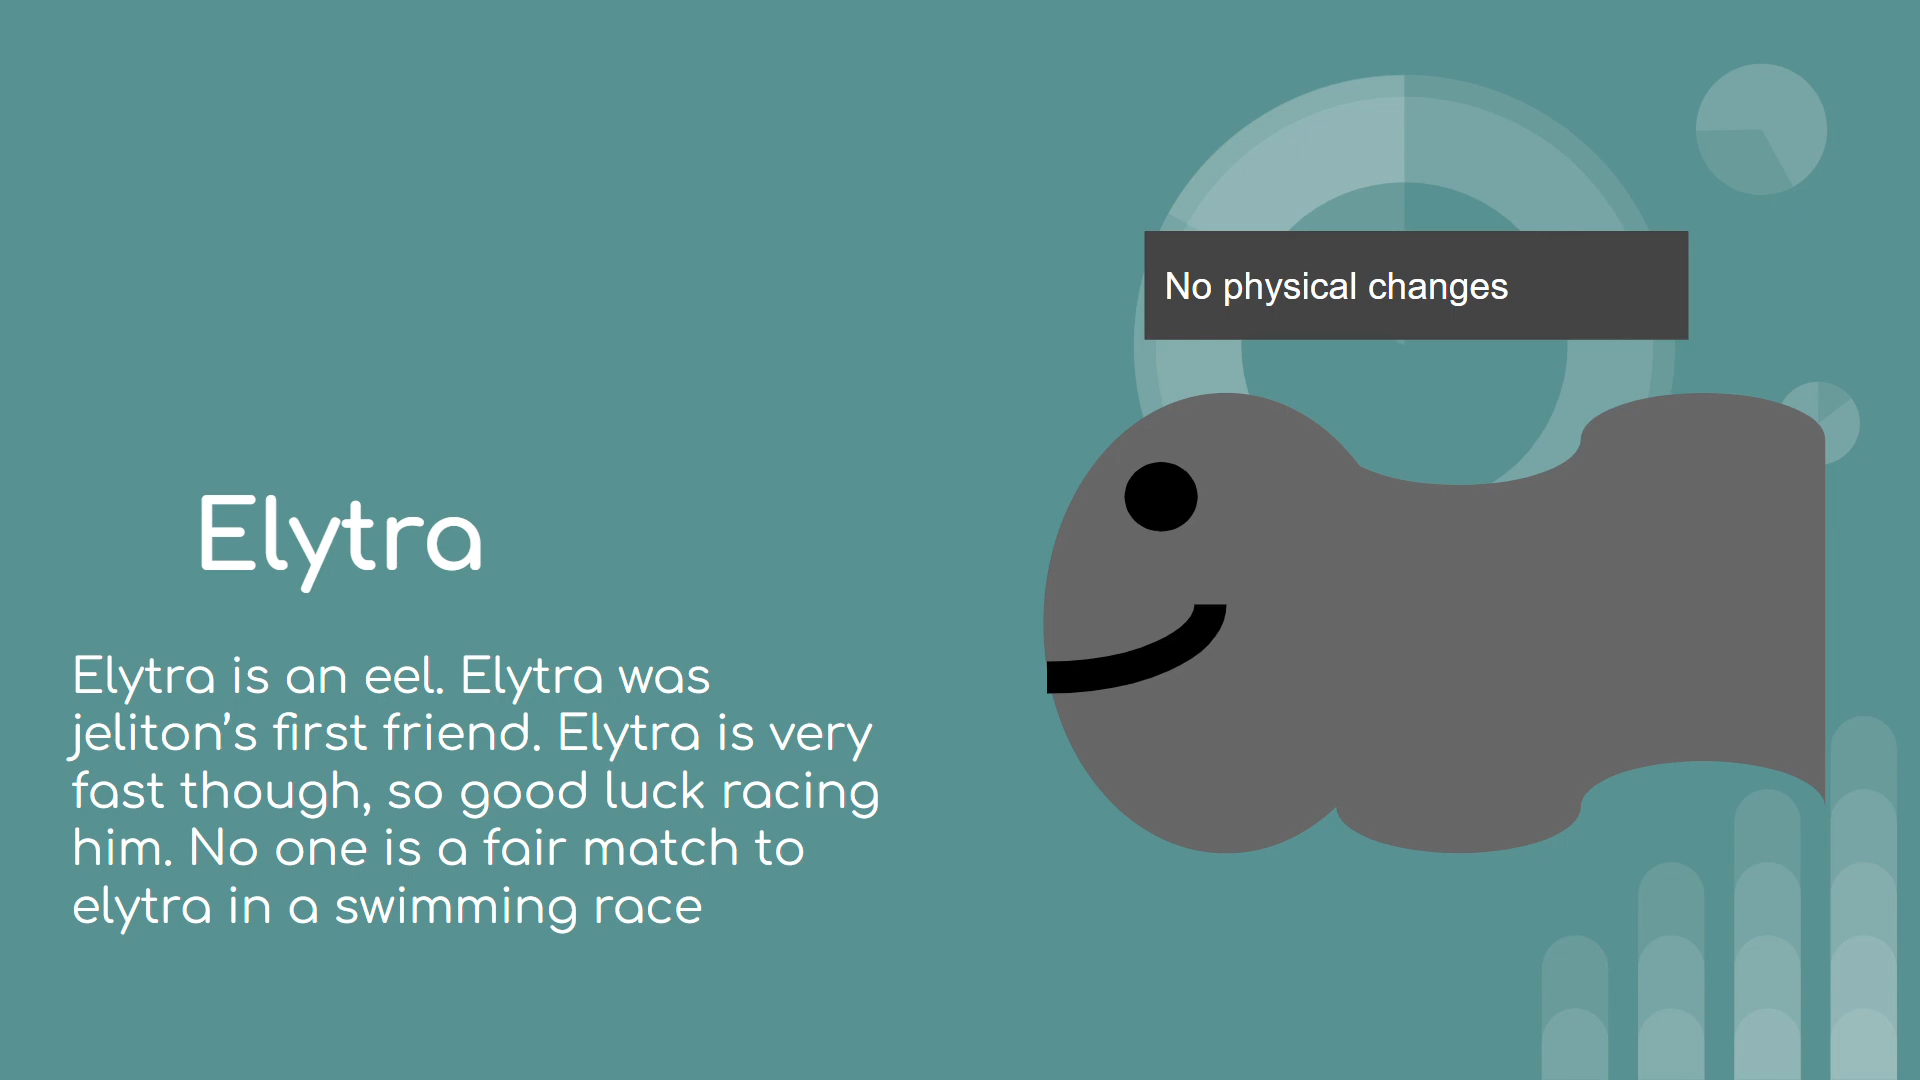 No physical changes
Elytra
Elytra is an eel. Elytra was
jeliton’s first friend. Elytra is very
fast though, so good luck racing
him. No one is a fair match to
elytra in a swimming race